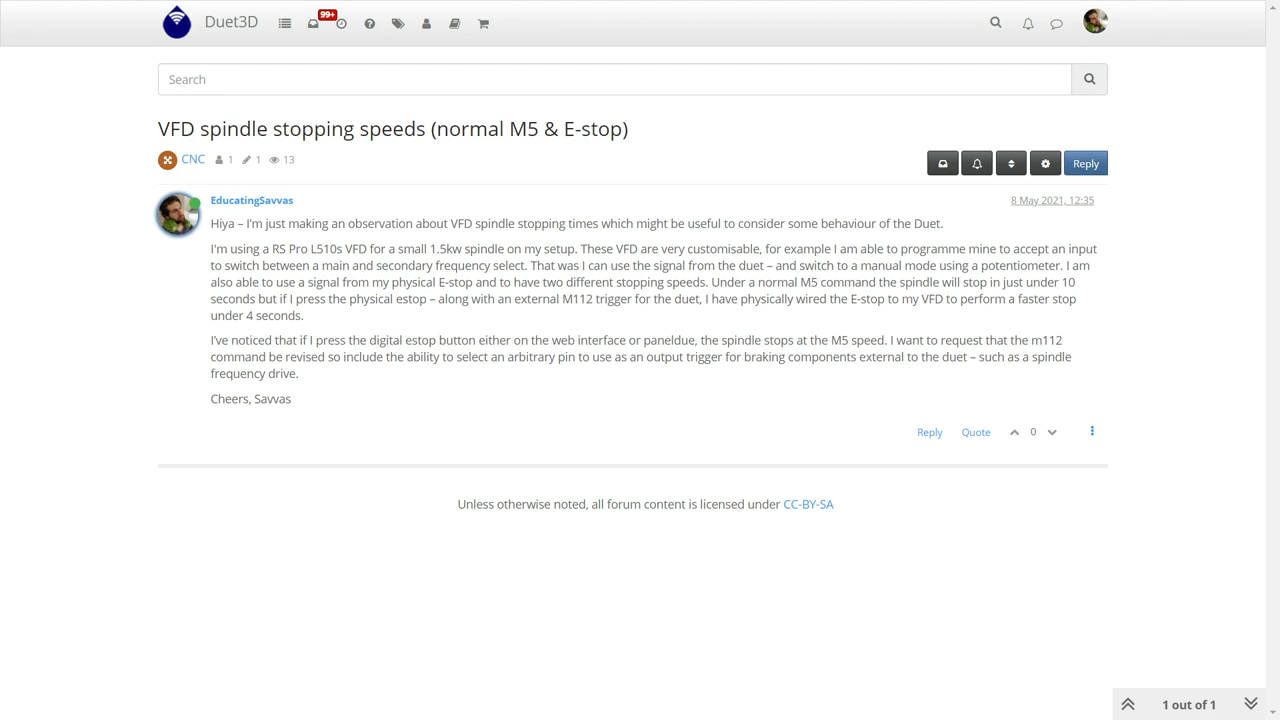 Duet3D
99+
Search
VFD spindle stopping speeds (normal M5 & E-stop)
CNC 1 1 13
Reply
EducatingSavvas
8 May 2021, 12:35
Hiya – I'm just making an observation about VFD spindle stopping times which might be useful to consider some behaviour of the Duet.
I'm using a RS Pro L510s VFD for a small 1.5kw spindle on my setup. These VFD are very customisable, for example I am able to programme mine to accept an input
to switch between a main and secondary frequency select. That was I can use the signal from the duet – and switch to a manual mode using a potentiometer. I am
also able to use a signal from my physical E-stop and to have two different stopping speeds. Under a normal M5 command the spindle will stop in just under 10
seconds but if I press the physical estop – along with an external M112 trigger for the duet, I have physically wired the E-stop to my VFD to perform a faster stop
under 4 seconds.
I've noticed that if I press the digital estop button either on the web interface or paneldue, the spindle stops at the M5 speed. I want to request that the m112
command be revised so include the ability to select an arbitrary pin to use as an output trigger for braking components external to the duet – such as a spindle
frequency drive.
Cheers, Savvas
Reply Quote 0
Unless otherwise noted, all forum content is licensed under CC-BY-SA
1 out of 1